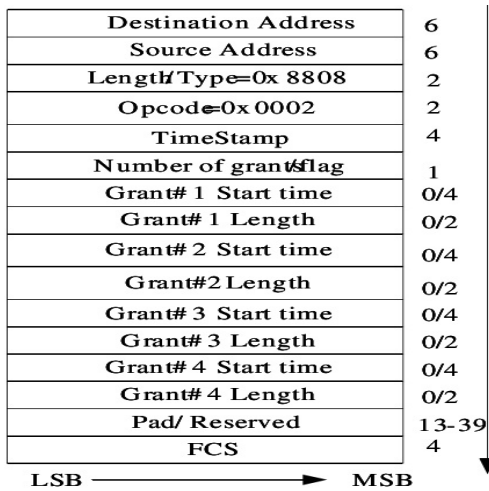 Destination Address 6
Source Address 6
Length/Type=0x 8808 2
Opcode=0x 0002 2
TimeStamp 4
Number of grants/flag 1
Grant# 1 Start time 0/4
Grant# 1 Length 0/2
Grant# 2 Start time 0/4
Grant#2 Length 0/2
Grant# 3 Start time 0/4
Grant# 3 Length 0/2
Grant# 4 Start time 0/4
Grant# 4 Length 0/2
Pad/ Reserved 13-39
FCS 4
LSB MSB